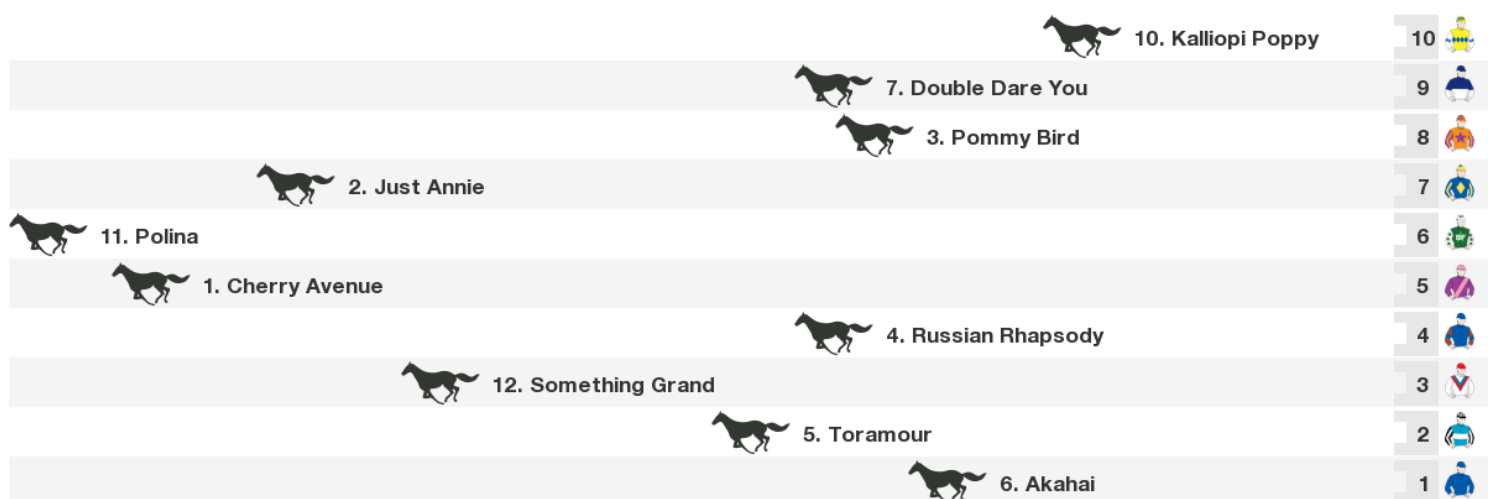 10. Kalliopi Poppy 10
7. Double Dare You 9
3. Pommy Bird 8
2. Just Annie 7
11. Polina 6
1. Cherry Avenue 5
4. Russian Rhapsody 4
12. Something Grand 3
5. Toramour 2
6. Akahai 1